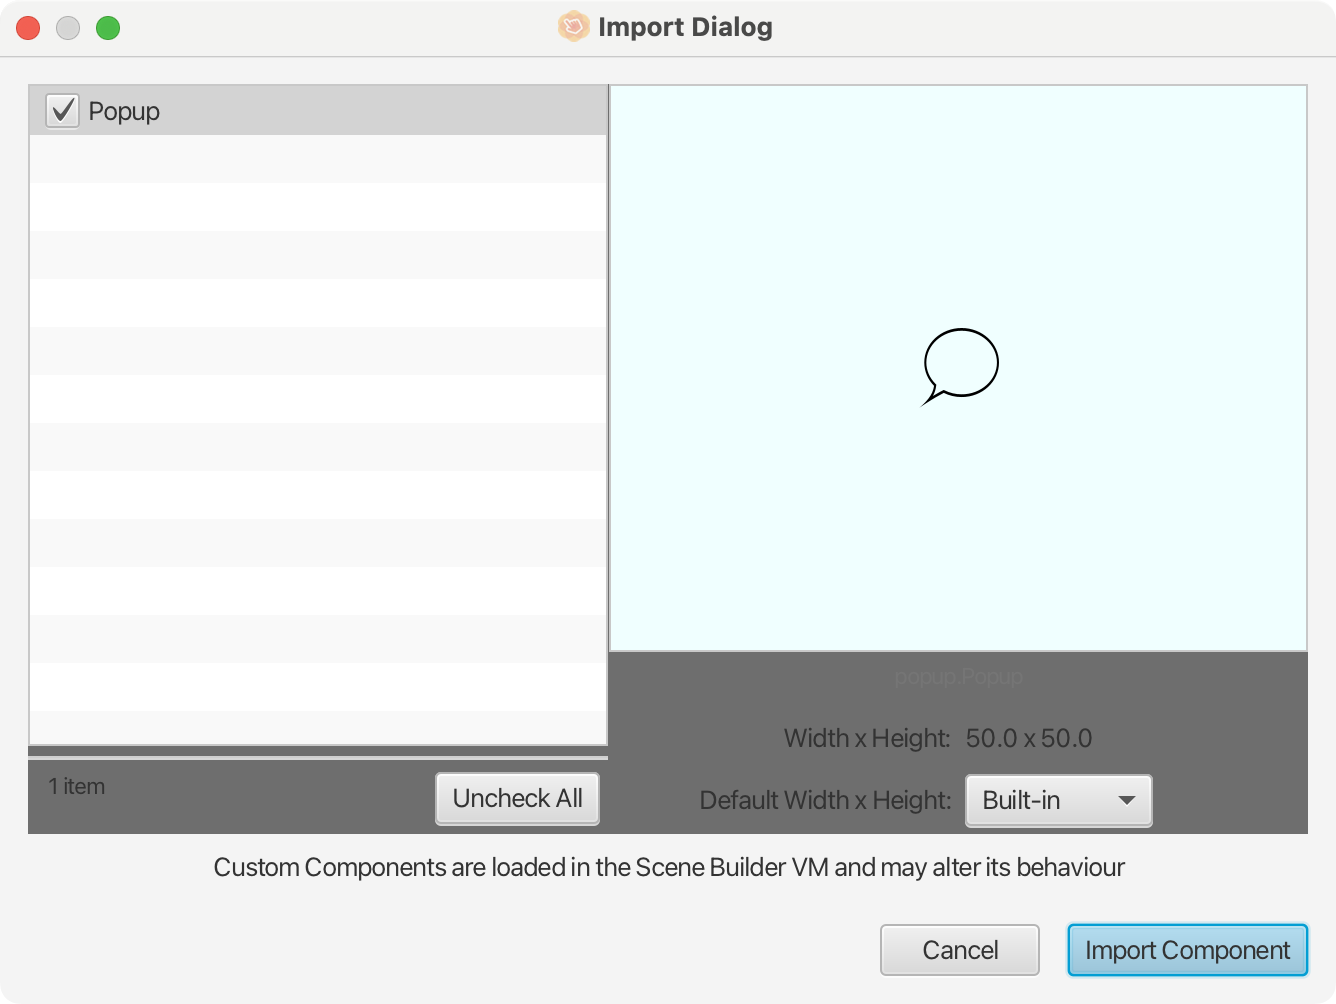 Import Dialog
Popup
popup.Popup
Width x Height: 50.0 x 50.0
1 item
Uncheck All
Default Width x Height: Built-in
Custom Components are loaded in the Scene Builder VM and may alter its behaviour
Cancel
Import Component